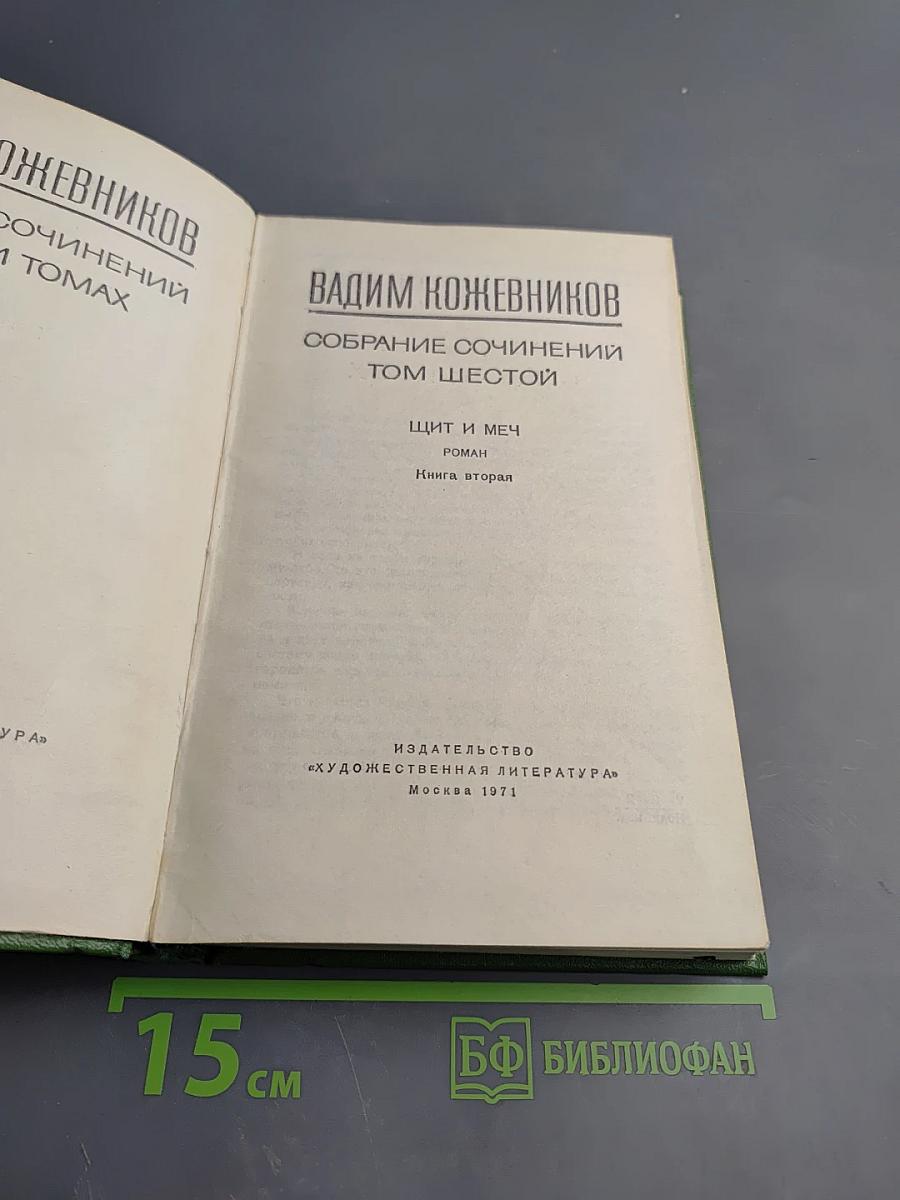 ОЖЕВНИКОВ
СОЧИНЕНИЙ
ТОМАХ
УРА»
ВАДИМ КОЖЕВНИКОВ
СОБРАНИЕ СОЧИНЕНИЙ
ТОМ ШЕСТОЙ
ЩИТ И МЕЧ
РОМАН
Книга вторая
ИЗДАТЕЛЬСТВО
«ХУДОЖЕСТВЕННАЯ ЛИТЕРАТУРА»
Москва 1971
15 см
БФ БИБЛИОФАН